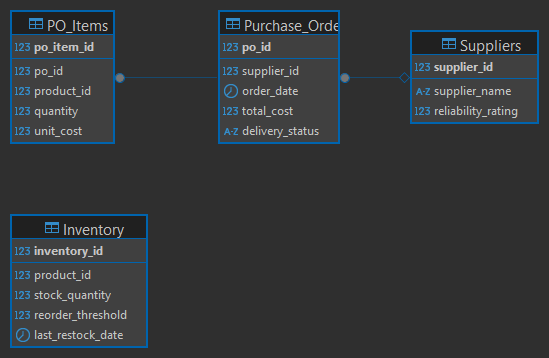 PO_Items
123 po_item_id
123 po_id
123 product_id
123 quantity
123 unit_cost
Purchase_Orde
123 po_id
123 supplier_id
order_date
123 total_cost
A-Z delivery_status
Suppliers
123 supplier_id
A-Z supplier_name
123 reliability_rating
Inventory
123 inventory_id
123 product_id
123 stock_quantity
123 reorder_threshold
last_restock_date